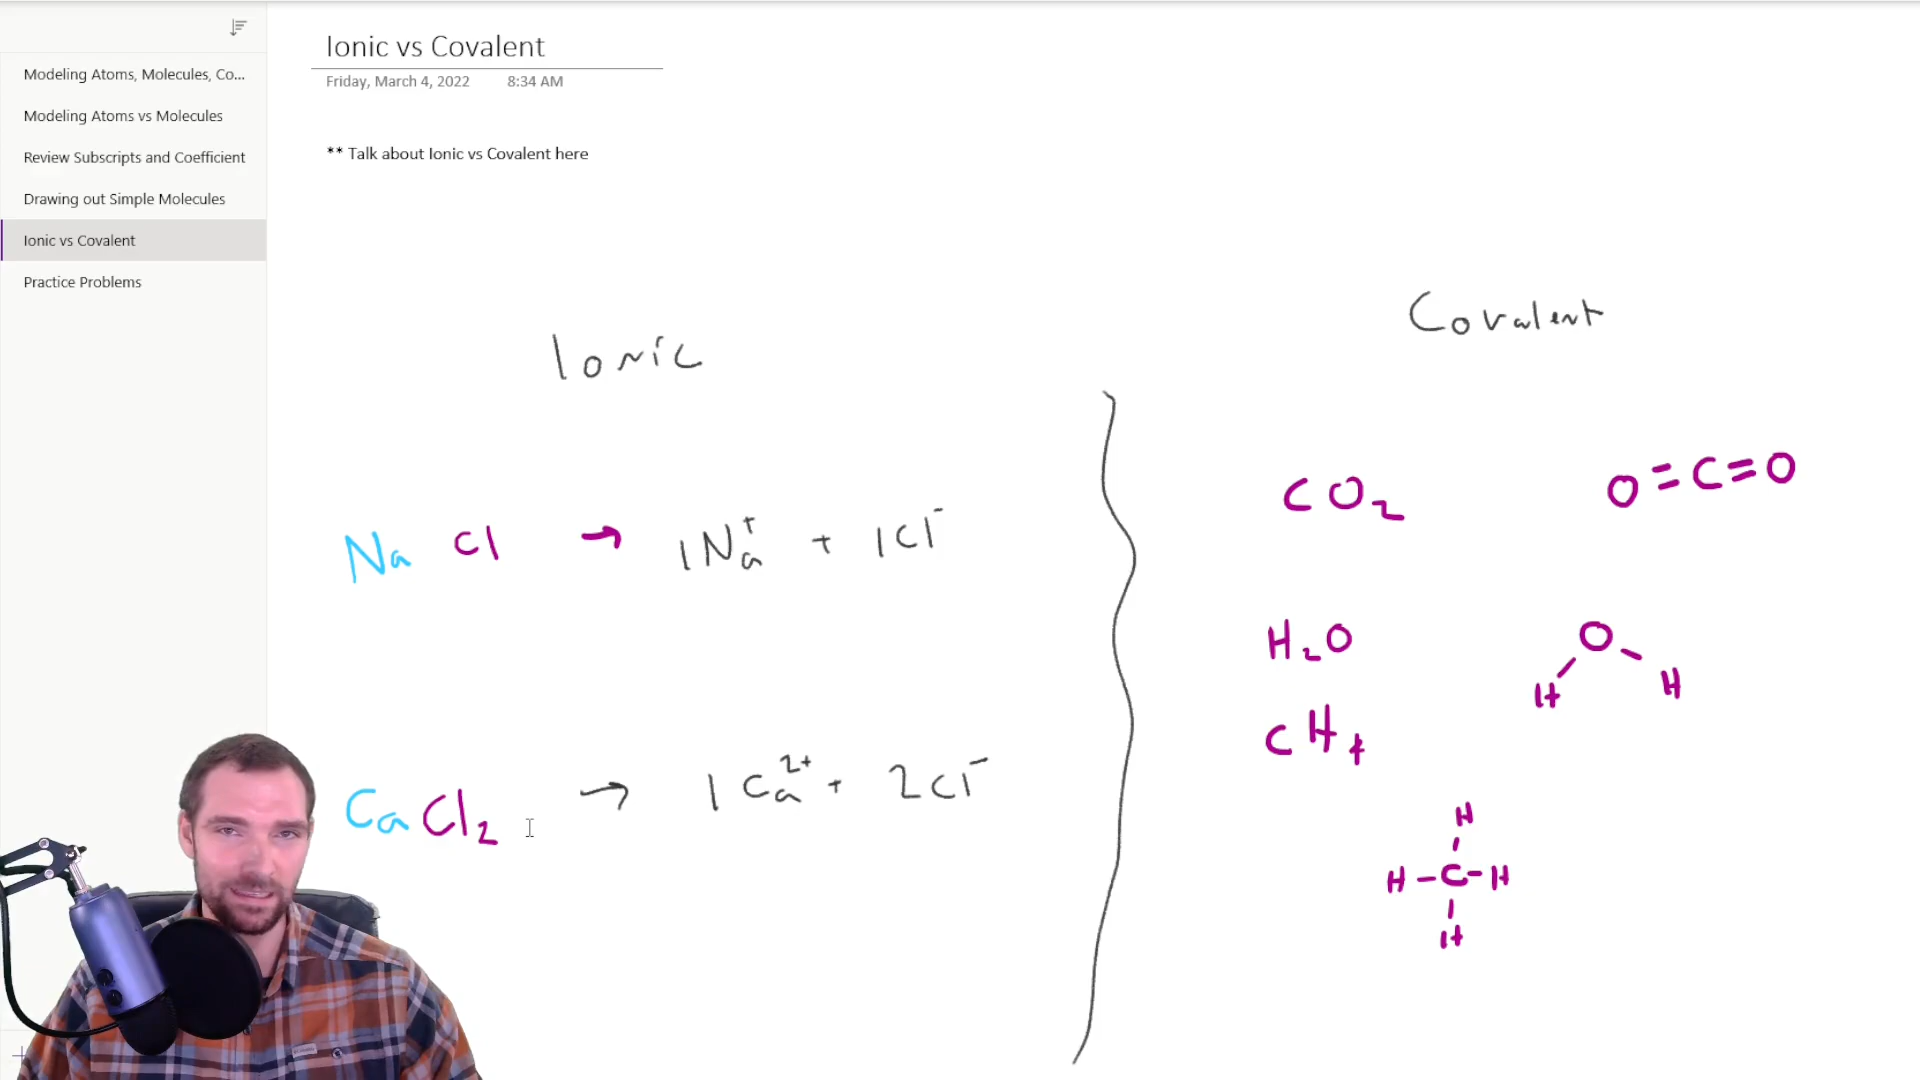 Ionic vs Covalent
Friday, March 4, 2022 8:34 AM
Modeling Atoms, Molecules, Co...
Modeling Atoms vs Molecules
Review Subscripts and Coefficient
Drawing out Simple Molecules
Ionic vs Covalent
Practice Problems
** Talk about Ionic vs Covalent here
Ionic
NaCl → 1Na⁺ + 1Cl⁻
CaCl₂ → 1Ca²⁺ + 2Cl⁻
Covalent
CO₂ O=C=O
H₂O
O
H H
CH₄
H
H-C-H
H